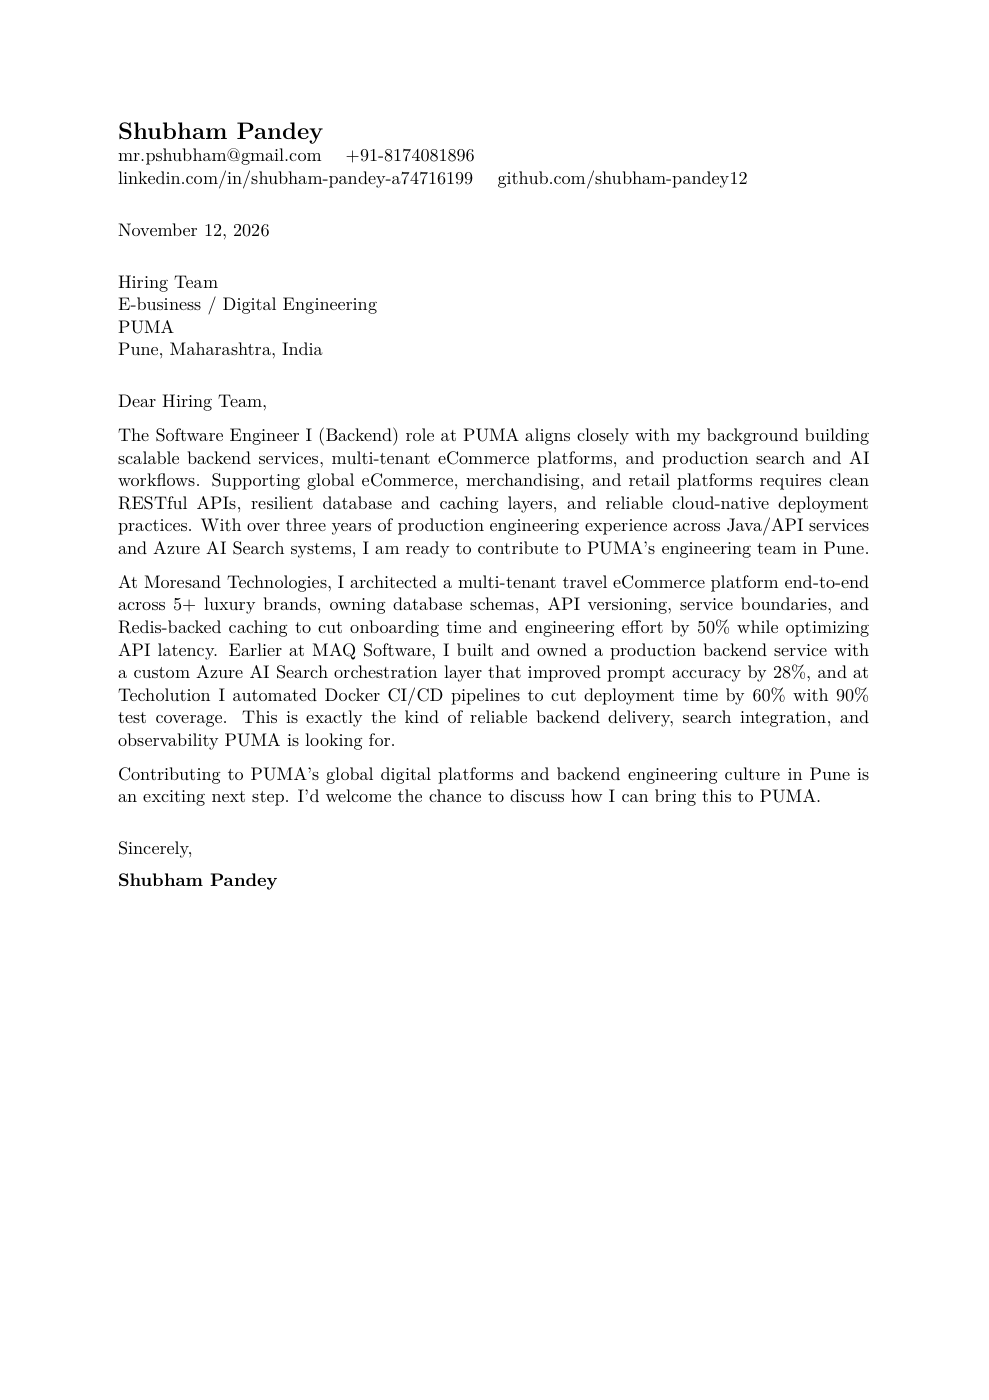 Shubham Pandey
mr.pshubham@gmail.com +91-8174081896
linkedin.com/in/shubham-pandey-a74716199 github.com/shubham-pandey12
November 12, 2026
Hiring Team
E-business / Digital Engineering
PUMA
Pune, Maharashtra, India
Dear Hiring Team,
The Software Engineer I (Backend) role at PUMA aligns closely with my background building
scalable backend services, multi-tenant eCommerce platforms, and production search and AI
workflows. Supporting global eCommerce, merchandising, and retail platforms requires clean
RESTful APIs, resilient database and caching layers, and reliable cloud-native deployment
practices. With over three years of production engineering experience across Java/API services
and Azure AI Search systems, I am ready to contribute to PUMA's engineering team in Pune.
At Moresand Technologies, I architected a multi-tenant travel eCommerce platform end-to-end
across 5+ luxury brands, owning database schemas, API versioning, service boundaries, and
Redis-backed caching to cut onboarding time and engineering effort by 50% while optimizing
API latency. Earlier at MAQ Software, I built and owned a production backend service with
a custom Azure AI Search orchestration layer that improved prompt accuracy by 28%, and at
Techolution I automated Docker CI/CD pipelines to cut deployment time by 60% with 90%
test coverage. This is exactly the kind of reliable backend delivery, search integration, and
observability PUMA is looking for.
Contributing to PUMA's global digital platforms and backend engineering culture in Pune is
an exciting next step. I'd welcome the chance to discuss how I can bring this to PUMA.
Sincerely,
Shubham Pandey